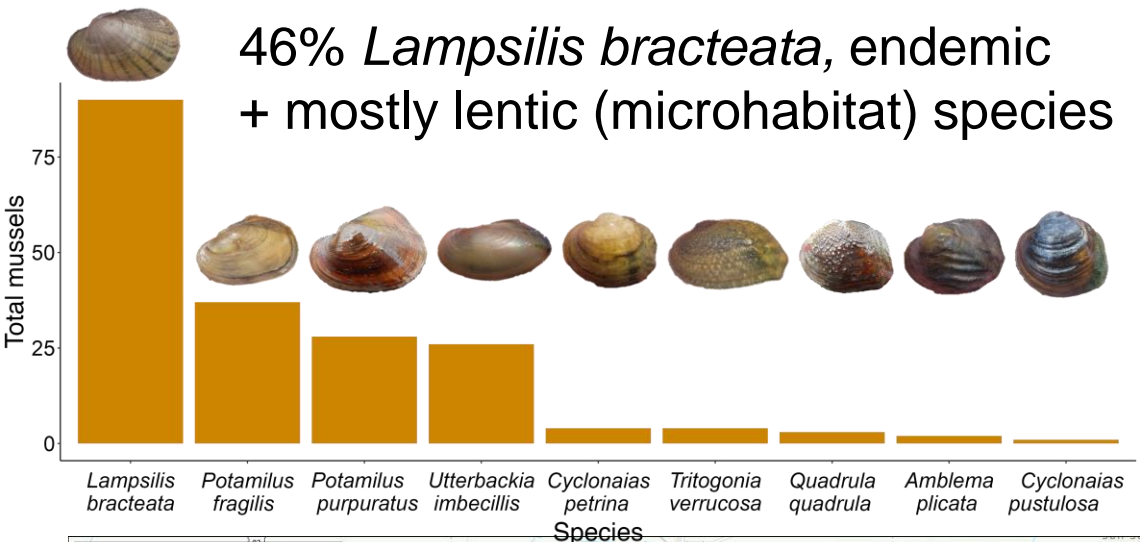 46% Lampsilis bracteata, endemic
+ mostly lentic (microhabitat) species
Total mussels
75
50
25
0
Lampsilis bracteata
Potamilus fragilis
Potamilus purpuratus
Utterbackia imbecillis
Cyclonaias petrina
Tritogonia verrucosa
Quadrula quadrula
Amblema plicata
Cyclonaias pustulosa
Species